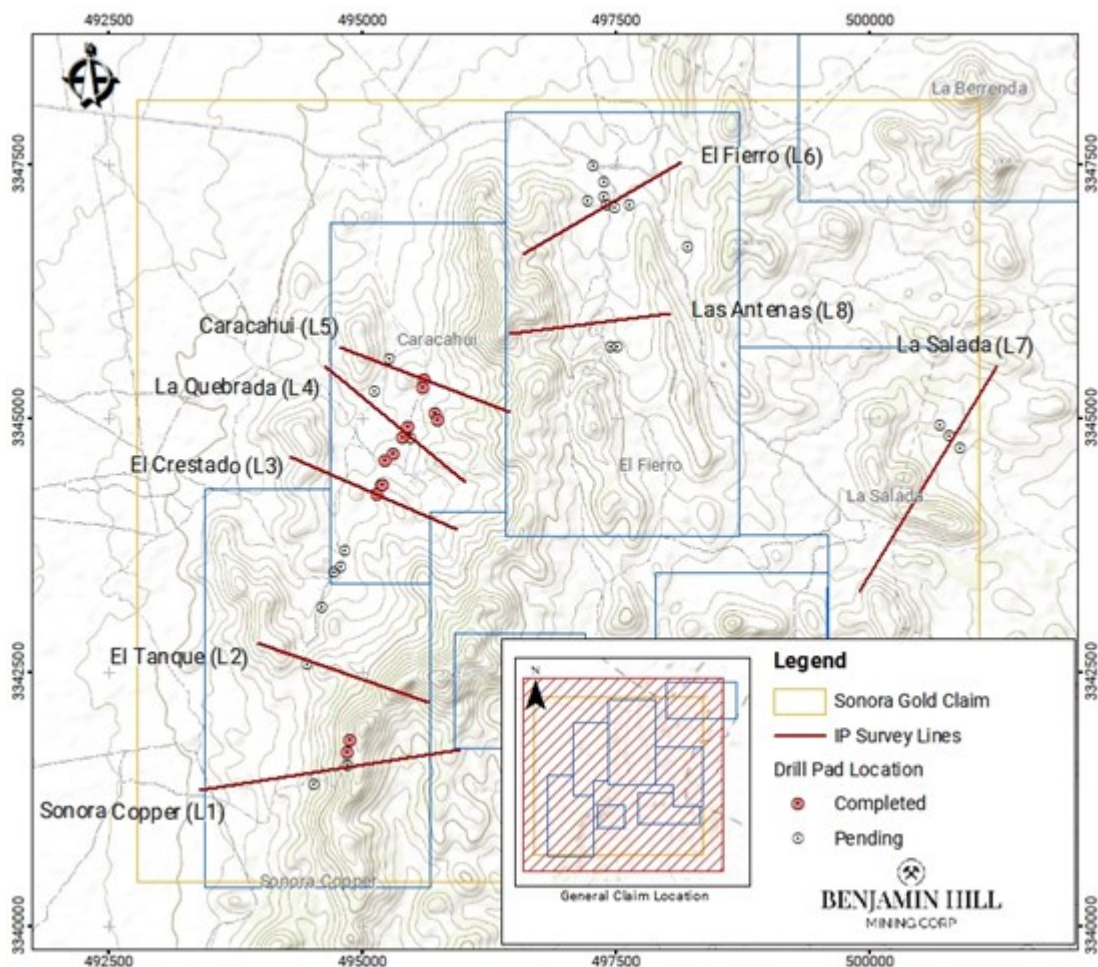 492500 495000 497500 500000
La Berrenda
3347500 3347500
El Fierro (L6)
Las Antenas (L8)
Caracahui (L5)
Caracahui
La Salada (L7)
La Quebrada (L4)
3345000 3345000
El Crestado (L3)
El Fierro
La Salada
El Tanque (L2)
3342500 3342500
Sonora Copper (L1)
Sonora Copper
3340000 3340000
N
General Claim Location
Legend
Sonora Gold Claim
IP Survey Lines
Drill Pad Location
Completed
Pending
BENJAMIN HILL
MINING CORP
492500 495000 497500 500000